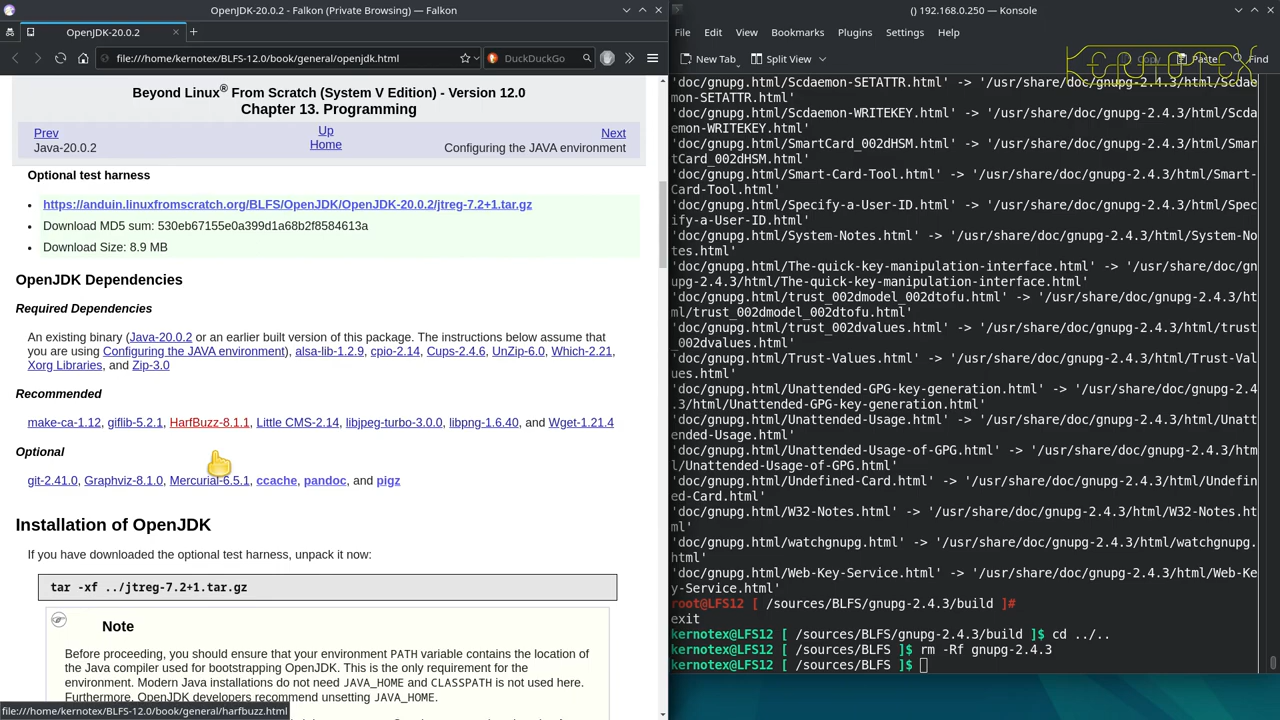 OpenJDK-20.0.2 - Falkon (Private Browsing) — Falkon
OpenJDK-20.0.2
file:///home/kernotex/BLFS-12.0/book/general/openjdk.html
DuckDuckGo
Beyond Linux® From Scratch (System V Edition) - Version 12.0
Chapter 13. Programming
Prev
Up
Next
Java-20.0.2
Home
Configuring the JAVA environment
Optional test harness
• https://anduin.linuxfromscratch.org/BLFS/OpenJDK/OpenJDK-20.0.2/jtreg-7.2+1.tar.gz
• Download MD5 sum: 530eb67155e0a399d1a68b2f8584613a
• Download Size: 8.9 MB
OpenJDK Dependencies
Required Dependencies
An existing binary (Java-20.0.2 or an earlier built version of this package. The instructions below assume that
you are using Configuring the JAVA environment), alsa-lib-1.2.9, cpio-2.14, Cups-2.4.6, UnZip-6.0, Which-2.21,
Xorg Libraries, and Zip-3.0
Recommended
make-ca-1.12, giflib-5.2.1, HarfBuzz-8.1.1, Little CMS-2.14, libjpeg-turbo-3.0.0, libpng-1.6.40, and Wget-1.21.4
Optional
git-2.41.0, Graphviz-8.1.0, Mercurial-6.5.1, ccache, pandoc, and pigz
Installation of OpenJDK
If you have downloaded the optional test harness, unpack it now:
tar -xf ../jtreg-7.2+1.tar.gz
Note
Before proceeding, you should ensure that your environment PATH variable contains the location of
the Java compiler used for bootstrapping OpenJDK. This is the only requirement for the
environment. Modern Java installations do not need JAVA_HOME and CLASSPATH is not used here.
Furthermore, OpenJDK developers recommend unsetting JAVA_HOME.
file:///home/kernotex/BLFS-12.0/book/general/harfbuzz.html
() 192.168.0.250 — Konsole
File Edit View Bookmarks Plugins Settings Help
New Tab Split View Copy Paste Find
KERNOTEX
'doc/gnupg.html/Scdaemon-SETATTR.html' -> '/usr/share/doc/gnupg-2.4.3/html/Scdae
mon-SETATTR.html'
'doc/gnupg.html/Scdaemon-WRITEKEY.html' -> '/usr/share/doc/gnupg-2.4.3/html/Scda
emon-WRITEKEY.html'
'doc/gnupg.html/SmartCard_002dHSM.html' -> '/usr/share/doc/gnupg-2.4.3/html/Smar
tCard_002dHSM.html'
'doc/gnupg.html/Smart-Card-Tool.html' -> '/usr/share/doc/gnupg-2.4.3/html/Smart-
Card-Tool.html'
'doc/gnupg.html/Specify-a-User-ID.html' -> '/usr/share/doc/gnupg-2.4.3/html/Spec
ify-a-User-ID.html'
'doc/gnupg.html/System-Notes.html' -> '/usr/share/doc/gnupg-2.4.3/html/System-No
tes.html'
'doc/gnupg.html/The-quick-key-manipulation-interface.html' -> '/usr/share/doc/gn
upg-2.4.3/html/The-quick-key-manipulation-interface.html'
'doc/gnupg.html/trust_002dmodel_002dtofu.html' -> '/usr/share/doc/gnupg-2.4.3/ht
ml/trust_002dmodel_002dtofu.html'
'doc/gnupg.html/trust_002dvalues.html' -> '/usr/share/doc/gnupg-2.4.3/html/trust
_002dvalues.html'
'doc/gnupg.html/Trust-Values.html' -> '/usr/share/doc/gnupg-2.4.3/html/Trust-Val
ues.html'
'doc/gnupg.html/Unattended-GPG-key-generation.html' -> '/usr/share/doc/gnupg-2.4
.3/html/Unattended-GPG-key-generation.html'
'doc/gnupg.html/Unattended-Usage.html' -> '/usr/share/doc/gnupg-2.4.3/html/Unatt
ended-Usage.html'
'doc/gnupg.html/Unattended-Usage-of-GPG.html' -> '/usr/share/doc/gnupg-2.4.3/htm
l/Unattended-Usage-of-GPG.html'
'doc/gnupg.html/Undefined-Card.html' -> '/usr/share/doc/gnupg-2.4.3/html/Undefin
ed-Card.html'
'doc/gnupg.html/W32-Notes.html' -> '/usr/share/doc/gnupg-2.4.3/html/W32-Notes.ht
ml'
'doc/gnupg.html/watchgnupg.html' -> '/usr/share/doc/gnupg-2.4.3/html/watchgnupg.
html'
'doc/gnupg.html/Web-Key-Service.html' -> '/usr/share/doc/gnupg-2.4.3/html/Web-Ke
y-Service.html'
root@LFS12 [ /sources/BLFS/gnupg-2.4.3/build ]#
exit
kernotex@LFS12 [ /sources/BLFS/gnupg-2.4.3/build ]$ cd ../..
kernotex@LFS12 [ /sources/BLFS ]$ rm -Rf gnupg-2.4.3
kernotex@LFS12 [ /sources/BLFS ]$